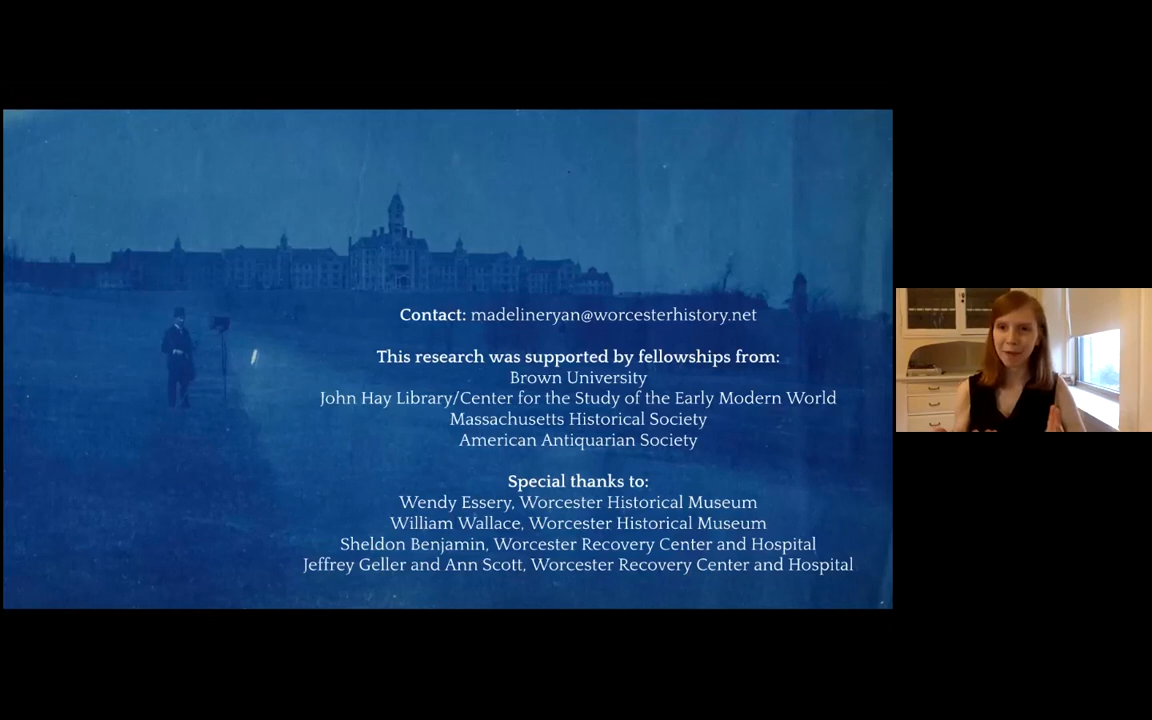 Contact: madelineryan@worcesterhistory.net
This research was supported by fellowships from:
Brown University
John Hay Library/Center for the Study of the Early Modern World
Massachusetts Historical Society
American Antiquarian Society
Special thanks to:
Wendy Essery, Worcester Historical Museum
William Wallace, Worcester Historical Museum
Sheldon Benjamin, Worcester Recovery Center and Hospital
Jeffrey Geller and Ann Scott, Worcester Recovery Center and Hospital